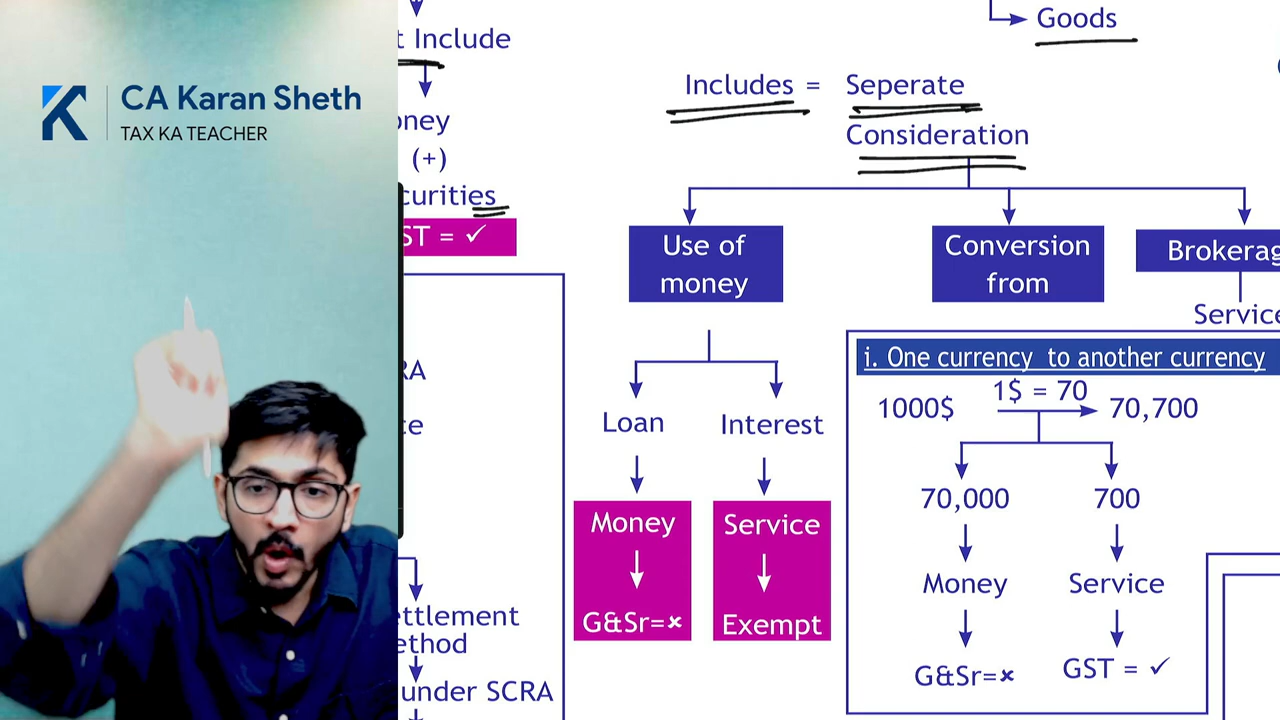 CA Karan Sheth
TAX KA TEACHER
t Include
oney
(+)
curities
ST = ✓
RA
ce
ettlement
ethod
under SCRA
Goods
Includes = Seperate
Consideration
Use of
money
Loan
Interest
Money
G&Sr=×
Service
Exempt
Conversion
from
Brokerag
Service
i. One currency to another currency
1$ = 70
1000$ 70,700
70,000
700
Money
Service
G&Sr=×
GST = ✓